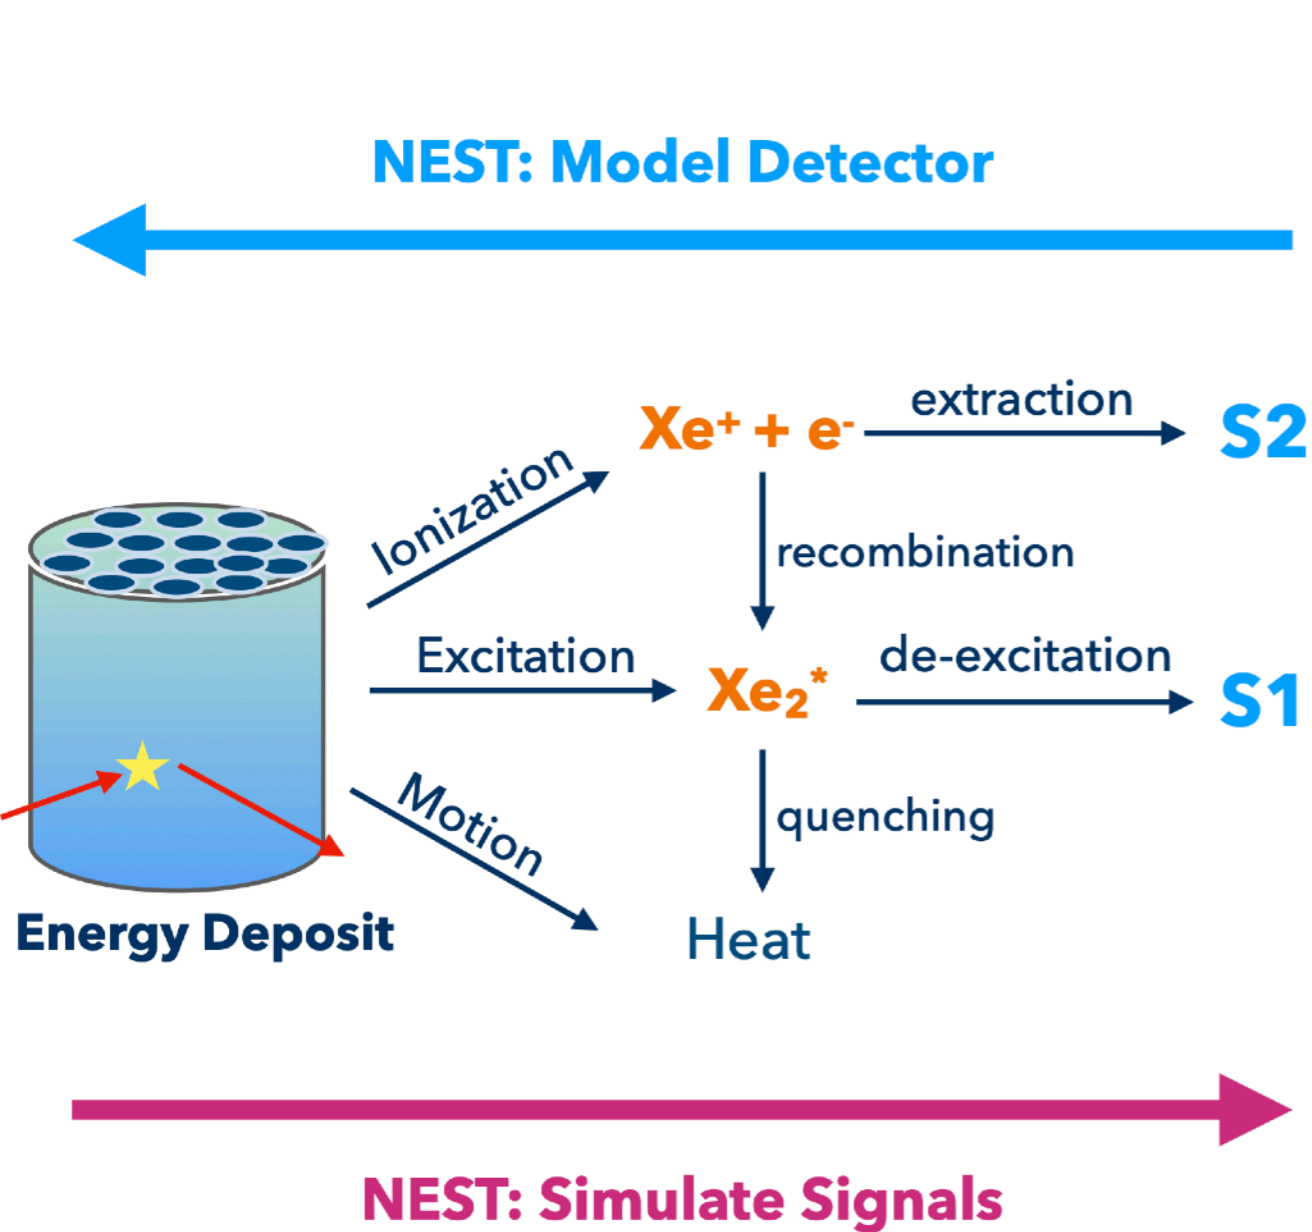 NEST: Model Detector
Xe⁺ + e⁻
extraction
S2
Ionization
recombination
Excitation
Xe₂*
de-excitation
S1
Motion
quenching
Energy Deposit
Heat
NEST: Simulate Signals